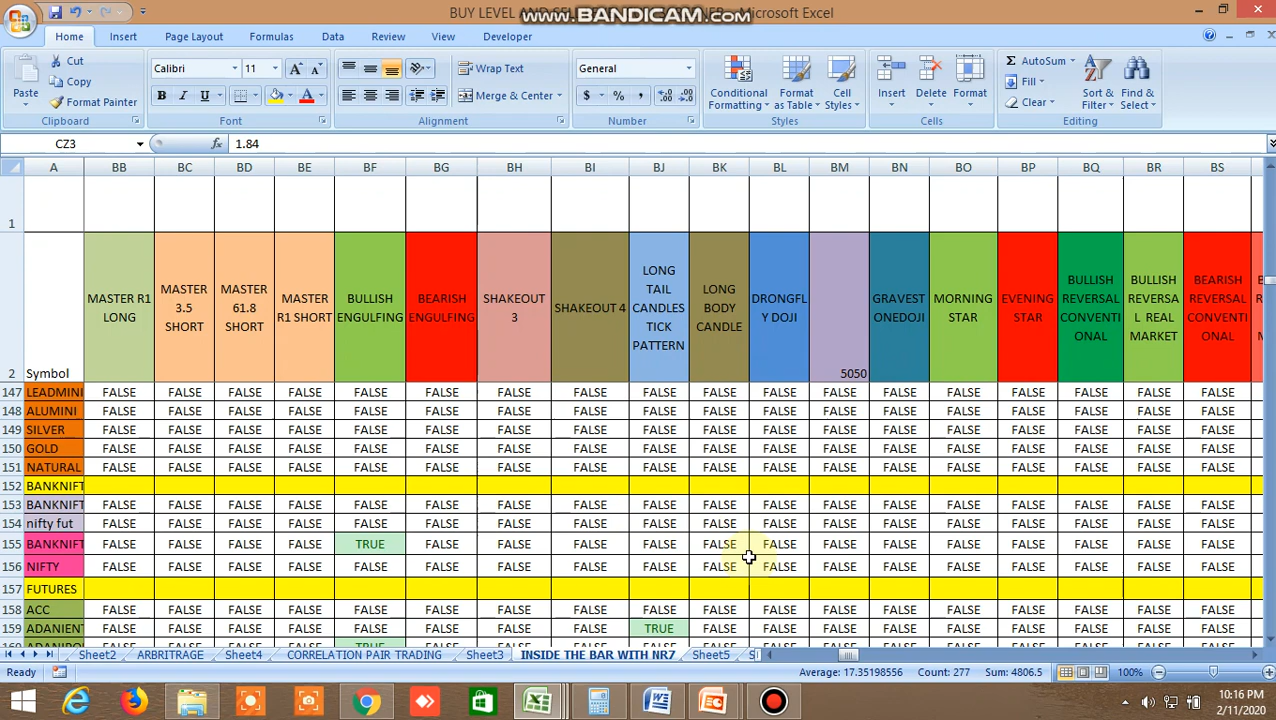 BUY LEVEL AND SE
www.BANDICAM.com
- Microsoft Excel
Home Insert Page Layout Formulas Data Review View Developer
Paste Cut Copy Format Painter
Calibri 11
Wrap Text
Merge & Center
General
$ % ,
Conditional Formatting
Format as Table
Cell Styles
Insert Delete Format
Σ AutoSum
Fill
Clear
Sort & Filter
Find & Select
Clipboard Font Alignment Number Styles Cells Editing
CZ3 fx 1.84
A BB BC BD BE BF BG BH BI BJ BK BL BM BN BO BP BQ BR BS
1
2 Symbol
MASTER R1 LONG
MASTER 3.5 SHORT
MASTER 61.8 SHORT
MASTER R1 SHORT
BULLISH ENGULFING
BEARISH ENGULFING
SHAKEOUT 3
SHAKEOUT 4
LONG TAIL CANDLES TICK PATTERN
LONG BODY CANDLE
DRONGFL Y DOJI
5050
GRAVEST ONEDOJI
MORNING STAR
EVENING STAR
BULLISH REVERSAL CONVENTI ONAL
BULLISH REVERSA L REAL MARKET
BEARISH REVERSAL CONVENTI ONAL
147 LEADMINI FALSE FALSE FALSE FALSE FALSE FALSE FALSE FALSE FALSE FALSE FALSE FALSE FALSE FALSE FALSE FALSE FALSE FALSE
148 ALUMINI FALSE FALSE FALSE FALSE FALSE FALSE FALSE FALSE FALSE FALSE FALSE FALSE FALSE FALSE FALSE FALSE FALSE FALSE
149 SILVER FALSE FALSE FALSE FALSE FALSE FALSE FALSE FALSE FALSE FALSE FALSE FALSE FALSE FALSE FALSE FALSE FALSE FALSE
150 GOLD FALSE FALSE FALSE FALSE FALSE FALSE FALSE FALSE FALSE FALSE FALSE FALSE FALSE FALSE FALSE FALSE FALSE FALSE
151 NATURAL FALSE FALSE FALSE FALSE FALSE FALSE FALSE FALSE FALSE FALSE FALSE FALSE FALSE FALSE FALSE FALSE FALSE FALSE
152 BANKNIFT
153 BANKNIFT FALSE FALSE FALSE FALSE FALSE FALSE FALSE FALSE FALSE FALSE FALSE FALSE FALSE FALSE FALSE FALSE FALSE FALSE
154 nifty fut FALSE FALSE FALSE FALSE FALSE FALSE FALSE FALSE FALSE FALSE FALSE FALSE FALSE FALSE FALSE FALSE FALSE FALSE
155 BANKNIFT FALSE FALSE FALSE FALSE TRUE FALSE FALSE FALSE FALSE FALSE FALSE FALSE FALSE FALSE FALSE FALSE FALSE FALSE
156 NIFTY FALSE FALSE FALSE FALSE FALSE FALSE FALSE FALSE FALSE FALSE FALSE FALSE FALSE FALSE FALSE FALSE FALSE FALSE
157 FUTURES
158 ACC FALSE FALSE FALSE FALSE FALSE FALSE FALSE FALSE FALSE FALSE FALSE FALSE FALSE FALSE FALSE FALSE FALSE FALSE
159 ADANIENT FALSE FALSE FALSE FALSE FALSE FALSE FALSE FALSE TRUE FALSE FALSE FALSE FALSE FALSE FALSE FALSE FALSE FALSE
Sheet2 ARBRITRAGE Sheet4 CORRELATION PAIR TRADING Sheet3 INSIDE THE BAR WITH NR7 Sheet5 S
Ready Average: 17.35198556 Count: 277 Sum: 4806.5 100%
10:16 PM
2/11/2020